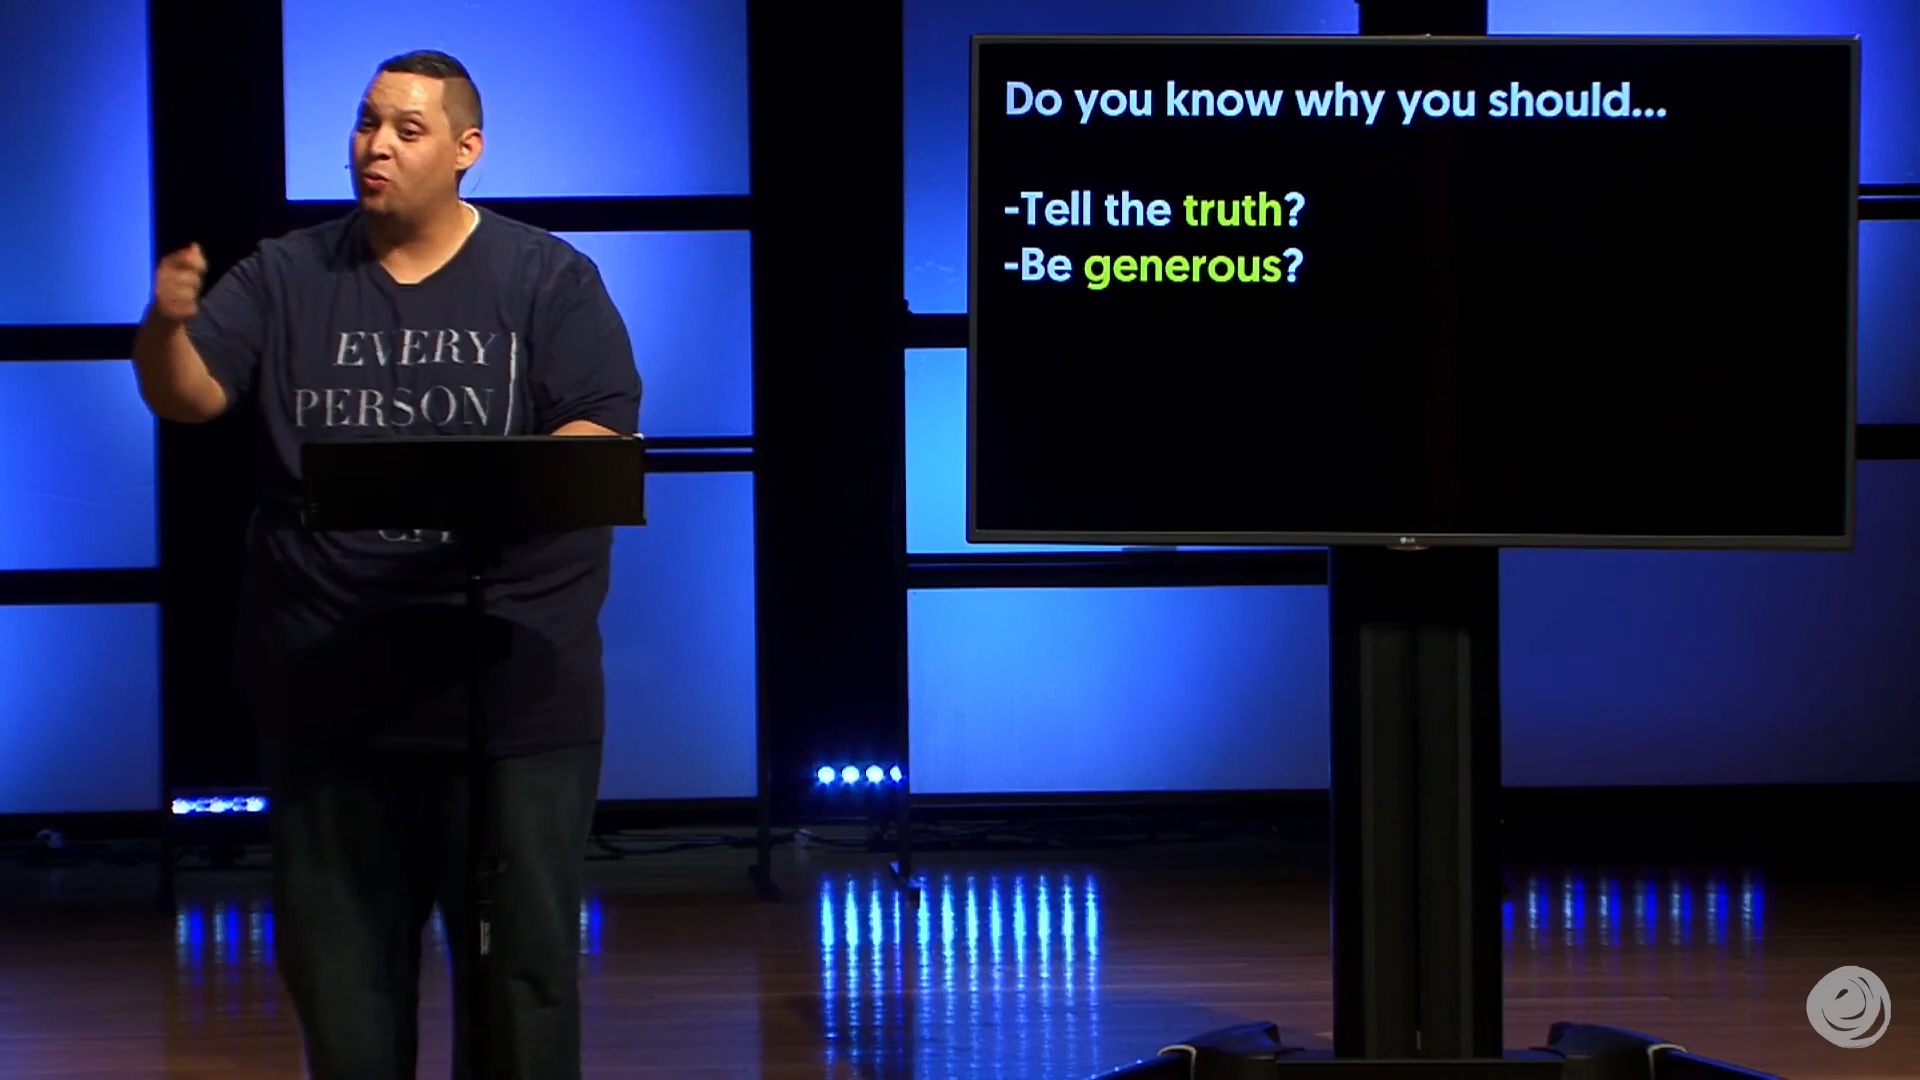 Do you know why you should...
-Tell the truth?
-Be generous?
EVERY
PERSON